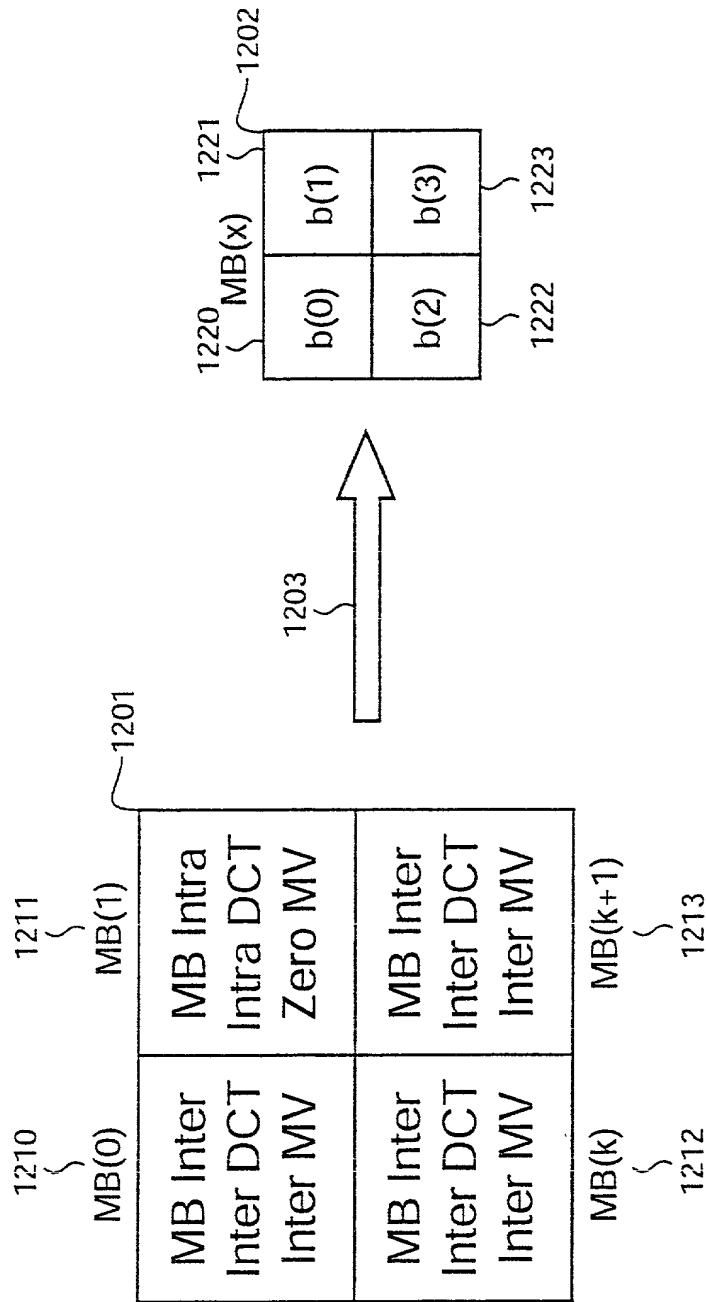 1210
MB(0)
1211
MB(1)
1201
MB Inter
Inter DCT
Inter MV
MB Intra
Intra DCT
Zero MV
MB Inter
Inter DCT
Inter MV
MB Inter
Inter DCT
Inter MV
MB(k)
1212
MB(k+1)
1213
1203
1220
MB(x)
1221
1202
b(0)
b(1)
b(2)
b(3)
1222
1223